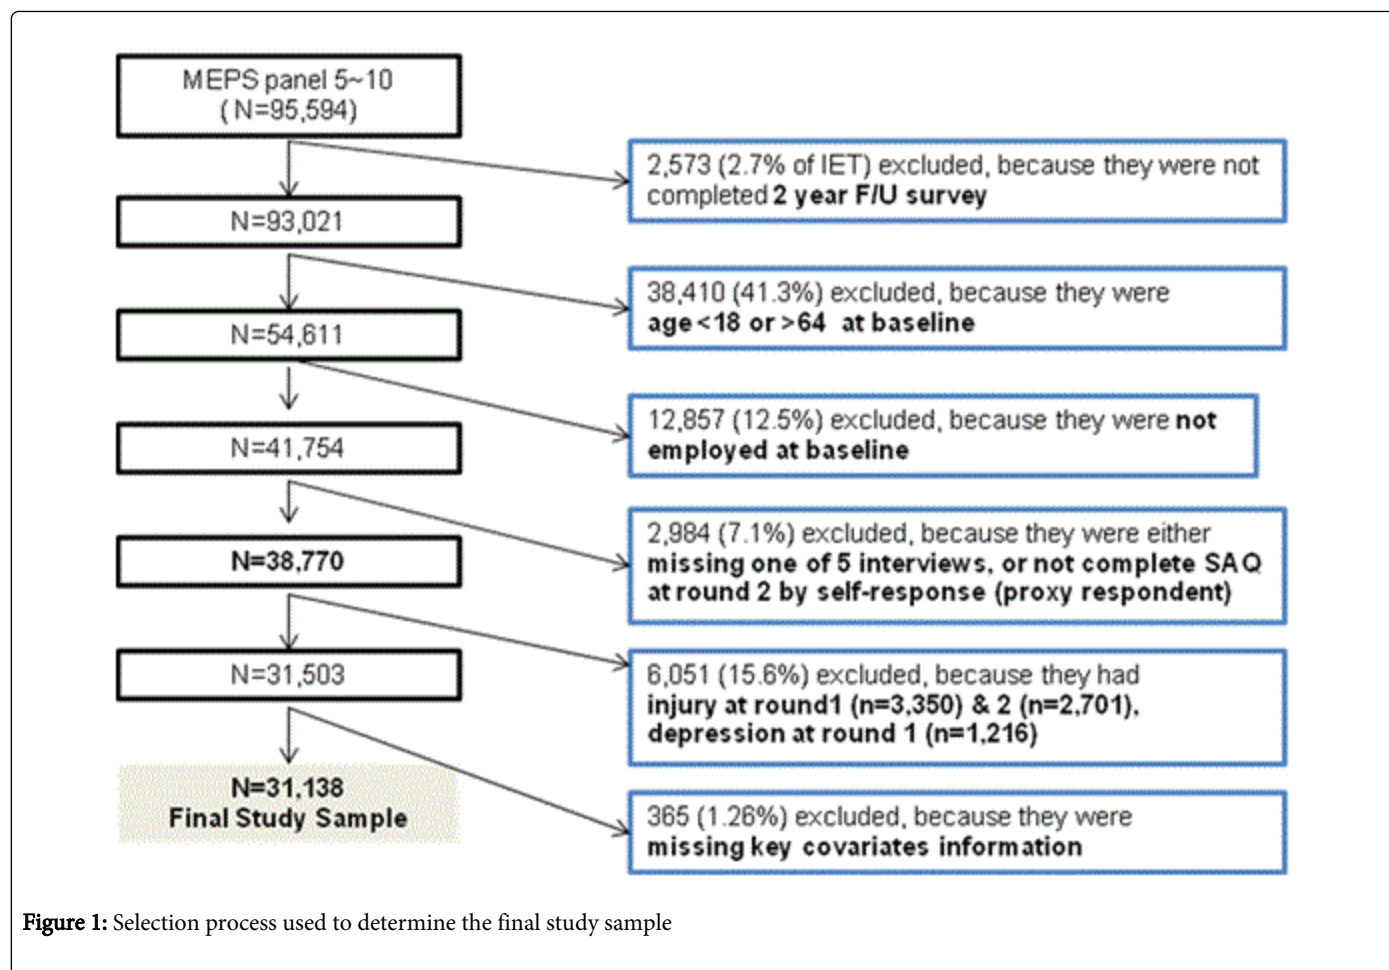 MEPS panel 5~10
( N=95,594)
2,573 (2.7% of IET) excluded, because they were not
completed 2 year F/U survey
N=93,021
38,410 (41.3%) excluded, because they were
age <18 or >64 at baseline
N=54,611
12,857 (12.5%) excluded, because they were not
employed at baseline
N=41,754
2,984 (7.1%) excluded, because they were either
missing one of 5 interviews, or not complete SAQ
at round 2 by self-response (proxy respondent)
N=38,770
6,051 (15.6%) excluded, because they had
injury at round1 (n=3,350) & 2 (n=2,701),
depression at round 1 (n=1,216)
N=31,503
365 (1.26%) excluded, because they were
missing key covariates information
N=31,138
Final Study Sample
Figure 1: Selection process used to determine the final study sample